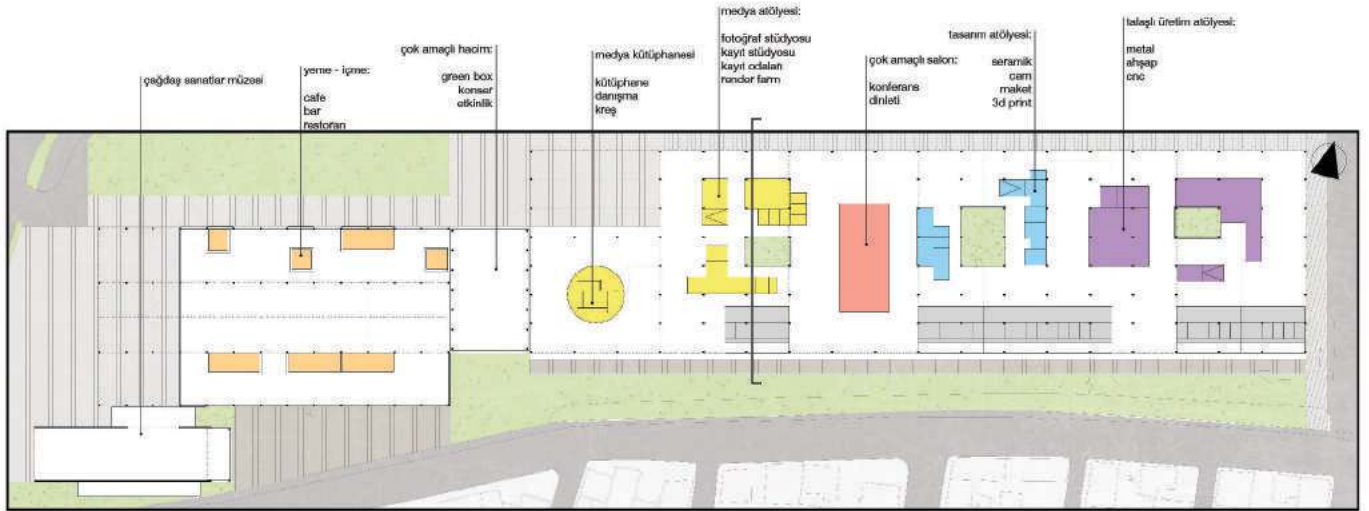 çağdaş sanatlar müzesi
yeme - içme:
cafe
bar
restoran
çok amaçlı hacim:
green box
konser
etkinlik
medya kütüphanesi
kütüphane
danışma
kreş
medya atölyesi:
fotoğraf stüdyosu
kayıt stüdyosu
kayıt odaları
render farm
çok amaçlı salon:
konferans
dinleti
tasarım atölyesi:
seramik
cam
maket
3d print
talaşlı üretim atölyesi:
metal
ahşap
cnc